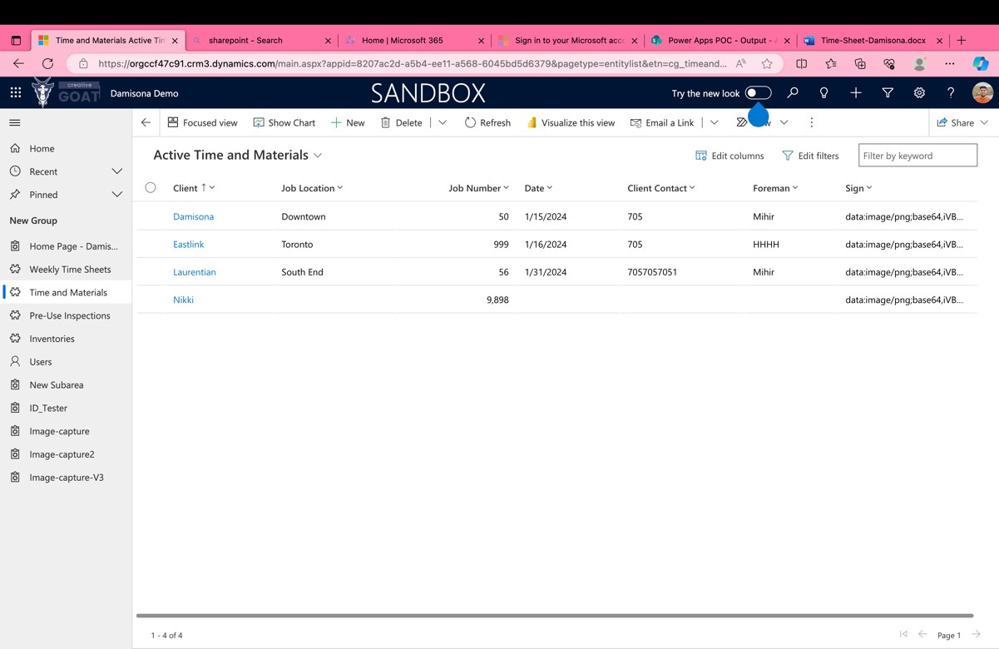 Time and Materials Active Tim
sharepoint - Search
Home | Microsoft 365
Sign in to your Microsoft acc
Power Apps POC - Output - A
Time-Sheet-Damisona.docx
https://orgccf47c91.crm3.dynamics.com/main.aspx?appid=8207ac2d-a5b4-ee11-a568-6045bd5d6379&pagetype=entitylist&etn=cg_timeand...
creative
GOAT
Damisona Demo
SANDBOX
Try the new look
Focused view
Show Chart
New
Delete
Refresh
Visualize this view
Email a Link
Share
Home
Recent
Pinned
New Group
Home Page - Damis...
Weekly Time Sheets
Time and Materials
Pre-Use Inspections
Inventories
Users
New Subarea
ID_Tester
Image-capture
Image-capture2
Image-capture-V3
Active Time and Materials
Edit columns
Edit filters
Filter by keyword
Client ↑ Job Location Job Number Date Client Contact Foreman Sign
Damisona Downtown 50 1/15/2024 705 Mihir data:image/png;base64,iVB...
Eastlink Toronto 999 1/16/2024 705 HHHH data:image/png;base64,iVB...
Laurentian South End 56 1/31/2024 7057057051 Mihir data:image/png;base64,iVB...
Nikki 9,898 data:image/png;base64,iVB...
1 - 4 of 4
Page 1